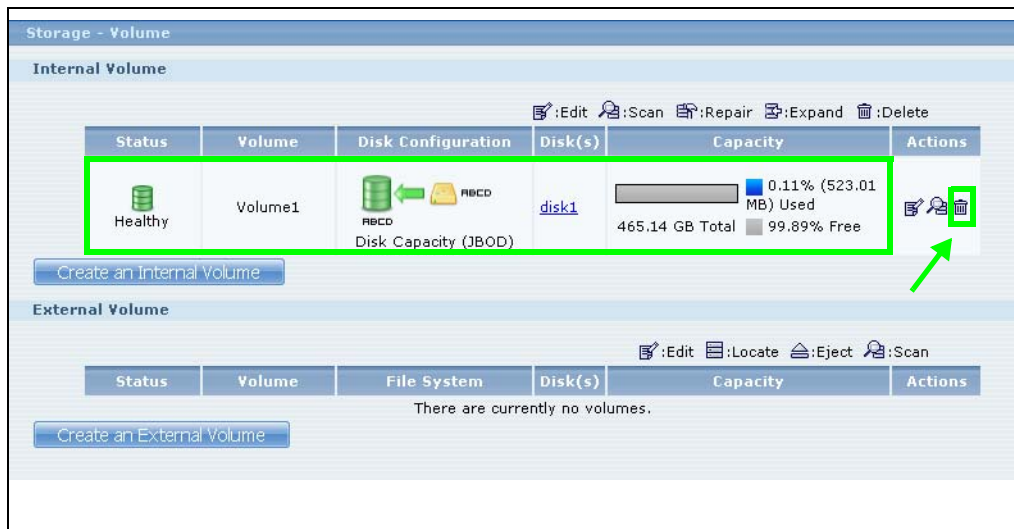 Storage - Volume
Internal Volume
:Edit :Scan :Repair :Expand :Delete
Status Volume Disk Configuration Disk(s) Capacity Actions
Healthy
Volume1
ABCD
ABCD
Disk Capacity (JBOD)
disk1
0.11% (523.01
MB) Used
465.14 GB Total 99.89% Free
Create an Internal Volume
External Volume
:Edit :Locate :Eject :Scan
Status Volume File System Disk(s) Capacity Actions
There are currently no volumes.
Create an External Volume